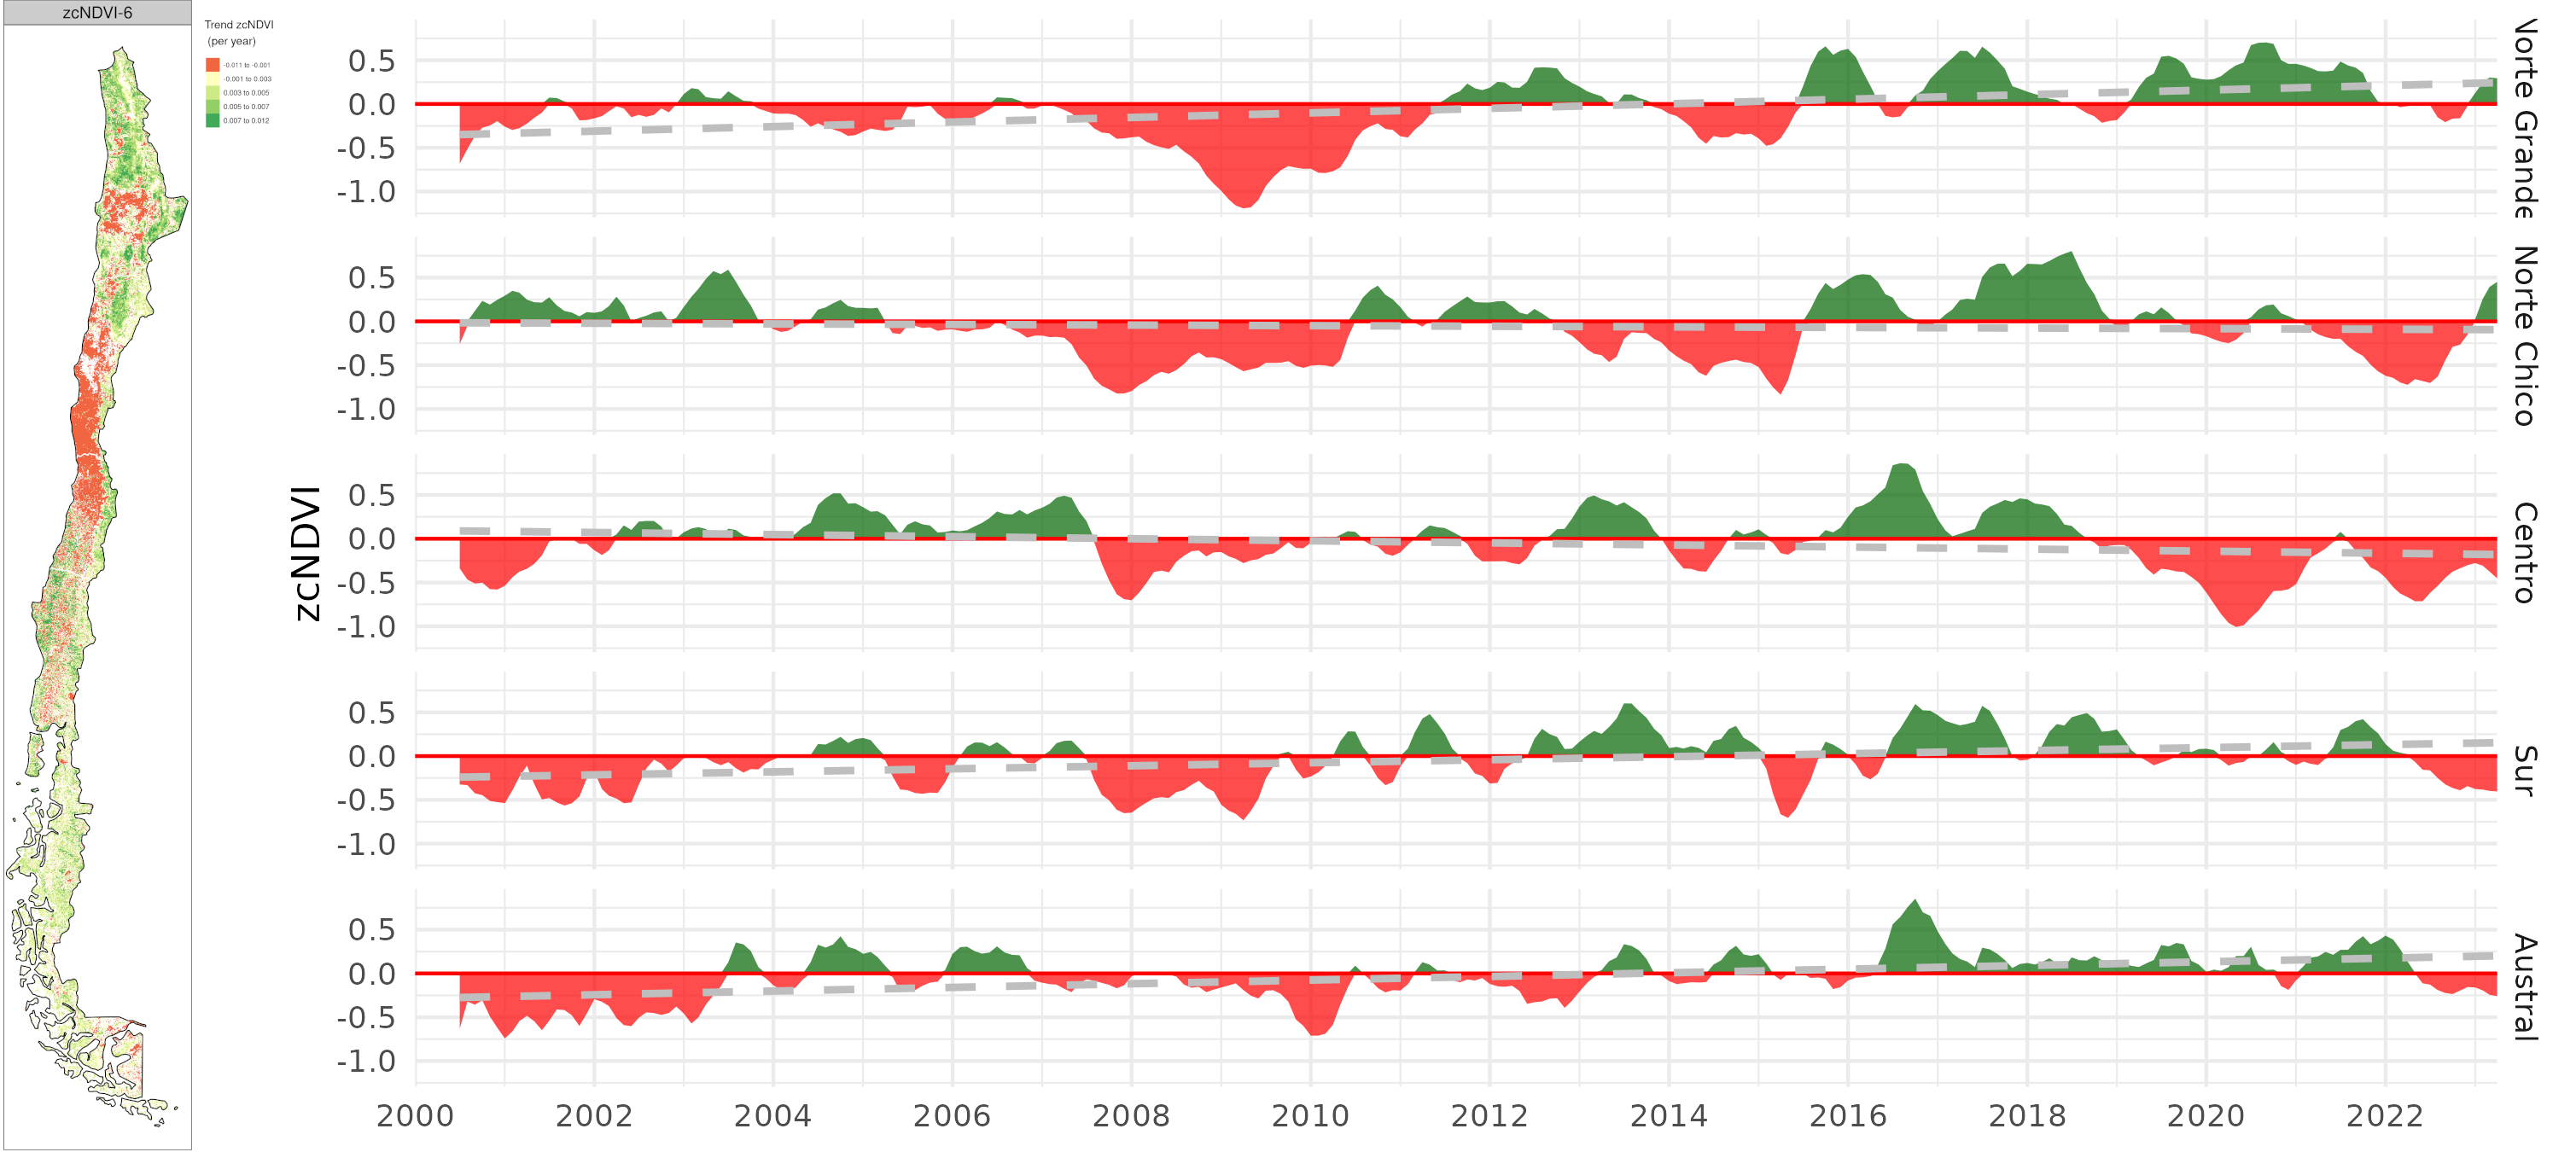 zcNDVI-6
Trend zcNDVI
(per year)
-0.011 to -0.001
-0.001 to 0.003
0.003 to 0.005
0.005 to 0.007
0.007 to 0.012
zcNDVI
0.5
0.0
-0.5
-1.0
Norte Grande
0.5
0.0
-0.5
-1.0
Norte Chico
0.5
0.0
-0.5
-1.0
Centro
0.5
0.0
-0.5
-1.0
Sur
0.5
0.0
-0.5
-1.0
Austral
2000 2002 2004 2006 2008 2010 2012 2014 2016 2018 2020 2022